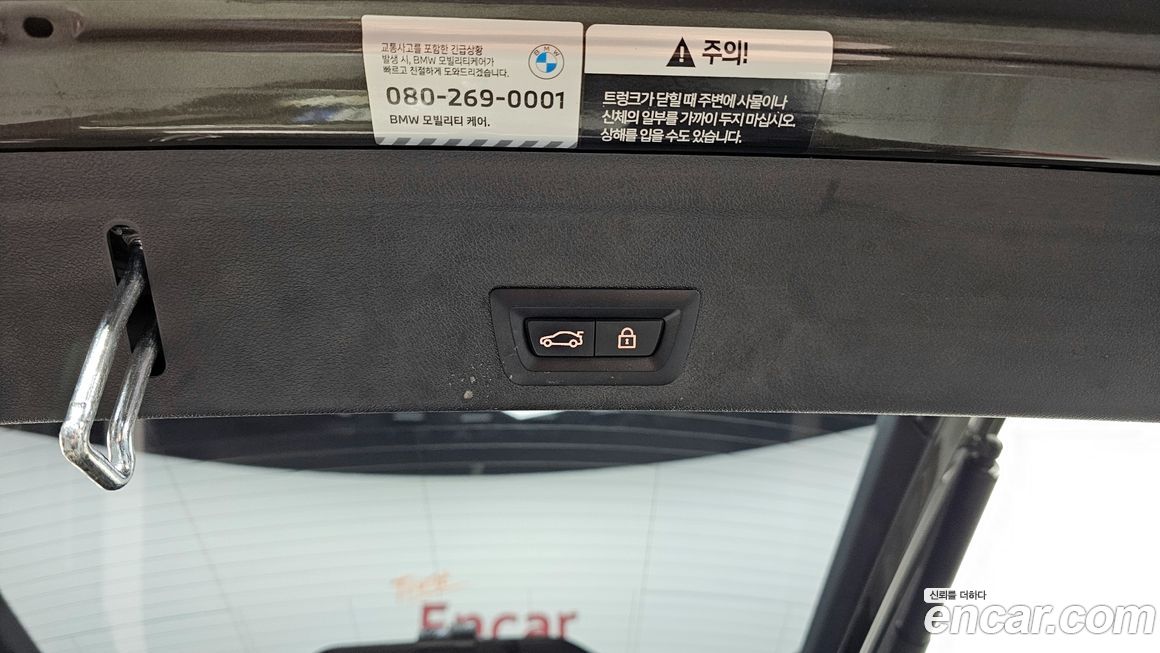 교통사고를 포함한 긴급상황
발생 시, BMW 모빌리티케어가
빠르고 친절하게 도와드리겠습니다.
BMW
080-269-0001
BMW 모빌리티 케어.
주의!
트렁크가 닫힐 때 주변에 사물이나
신체의 일부를 가까이 두지 마십시오.
상해를 입을 수도 있습니다.
Encar
신뢰를 더하다
encar.com